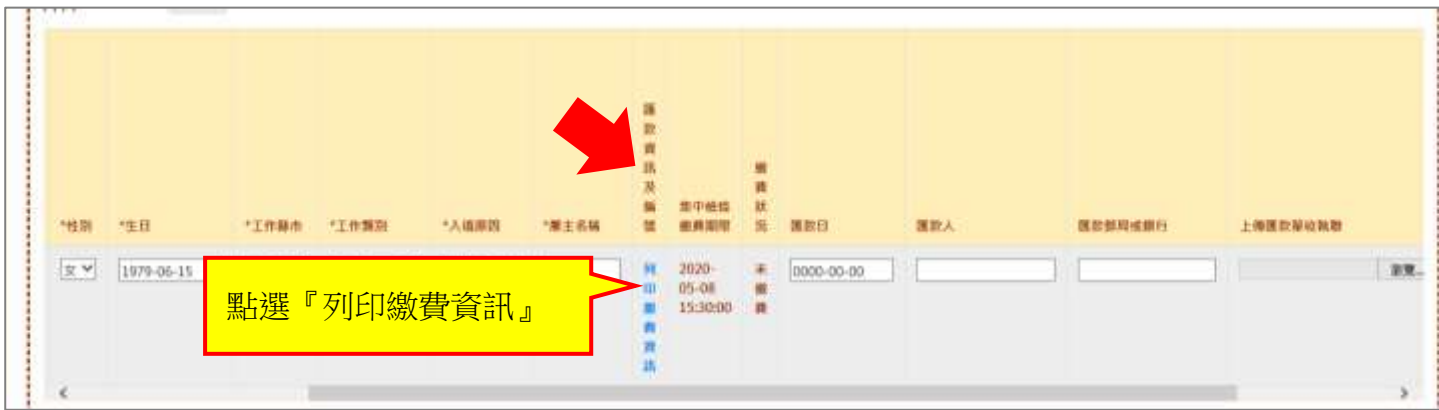 *性別 *生日 *工作縣市 *工作類別 *入境原因 *雇主名稱 匯款資訊及編號 集中檢核繳費期限 繳費狀況 匯款日 匯款人 匯款郵局或銀行 上傳匯款單收執聯
女 1979-06-15 列印繳費資訊 2020-05-08 15:30:00 未繳費 0000-00-00 瀏覽...
點選『列印繳費資訊』